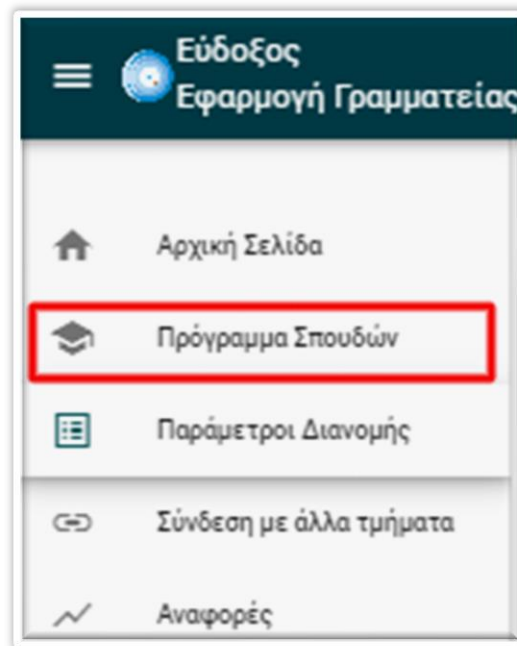 Εύδοξος
Εφαρμογή Γραμματείας
Αρχική Σελίδα
Πρόγραμμα Σπουδών
Παράμετροι Διανομής
Σύνδεση με άλλα τμήματα
Αναφορές